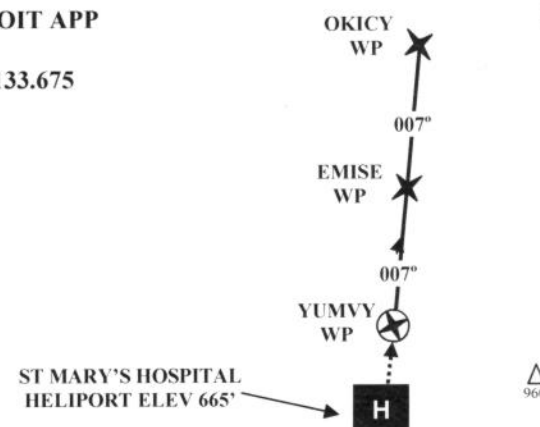 OIT APP
133.675
OKICY
WP
007°
EMISE
WP
007°
YUMVY
WP
ST MARY'S HOSPITAL
HELIPORT ELEV 665'
H